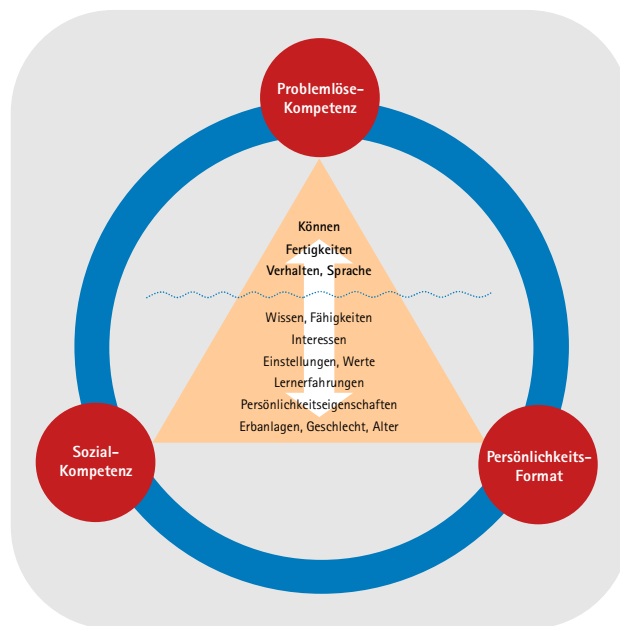 Problemlöse-
Kompetenz
Können
Fertigkeiten
Verhalten, Sprache
Wissen, Fähigkeiten
Interessen
Einstellungen, Werte
Lernerfahrungen
Persönlichkeitseigenschaften
Erbanlagen, Geschlecht, Alter
Sozial-
Kompetenz
Persönlichkeits-
Format